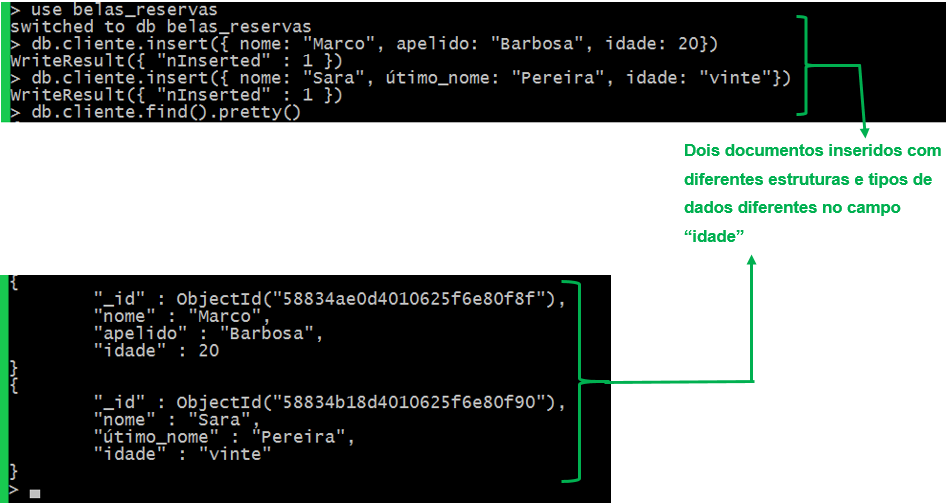 > use belas_reservas
switched to db belas_reservas
> db.cliente.insert({ nome: "Marco", apelido: "Barbosa", idade: 20})
WriteResult({ "nInserted" : 1 })
> db.cliente.insert({ nome: "Sara", útimo_nome: "Pereira", idade: "vinte"})
WriteResult({ "nInserted" : 1 })
> db.cliente.find().pretty()
Dois documentos inseridos com
diferentes estruturas e tipos de
dados diferentes no campo
“idade”
{
"_id" : ObjectId("58834ae0d4010625f6e80f8f"),
"nome" : "Marco",
"apelido" : "Barbosa",
"idade" : 20
}
{
"_id" : ObjectId("58834b18d4010625f6e80f90"),
"nome" : "Sara",
"útimo_nome" : "Pereira",
"idade" : "vinte"
}
>